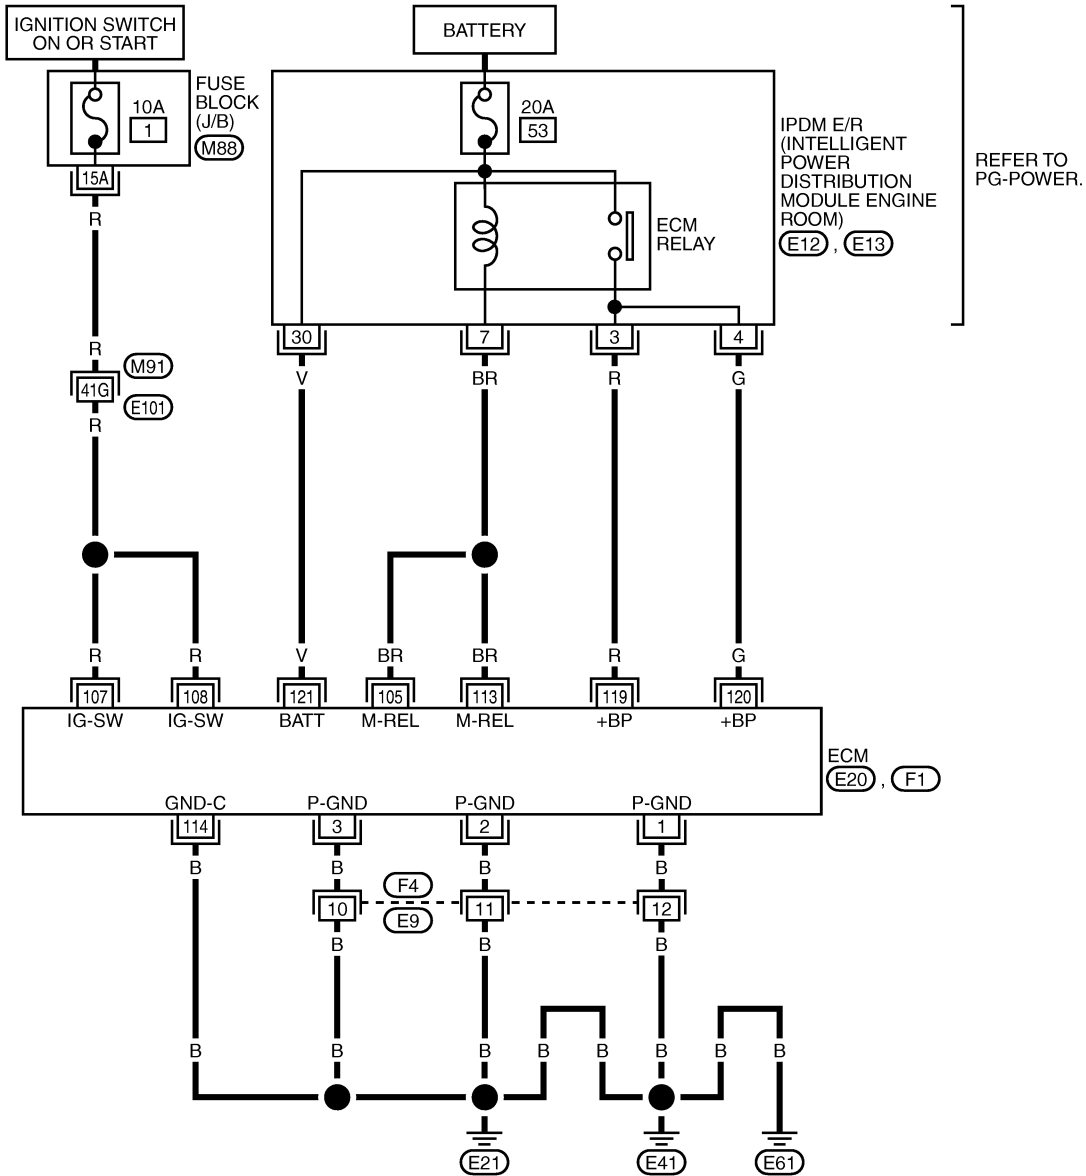 IGNITION SWITCH
ON OR START
BATTERY
10A
1
FUSE
BLOCK
(J/B)
M88
15A
20A
53
ECM
RELAY
IPDM E/R
(INTELLIGENT
POWER
DISTRIBUTION
MODULE ENGINE
ROOM)
E12 , E13
REFER TO
PG-POWER.
30 7 3 4
R
V BR R G
R
M91
41G
E101
R
R R V BR BR R G
107 108 121 105 113 119 120
IG-SW IG-SW BATT M-REL M-REL +BP +BP
ECM
E20 , F1
GND-C P-GND P-GND P-GND
114 3 2 1
B B B B
F4
10 11 12
E9
B B B
B B B B B B B B
E21 E41 E61